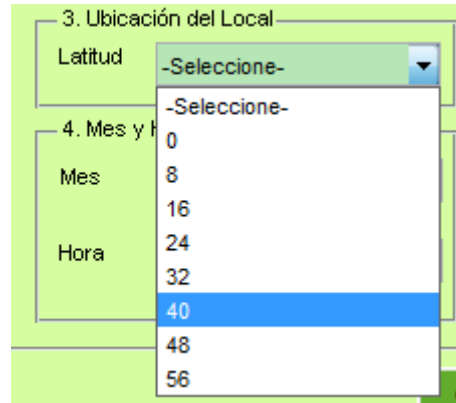 3. Ubicación del Local
Latitud
-Seleccione-
-Seleccione-
4. Mes y
0
Mes
8
16
Hora
24
32
40
48
56